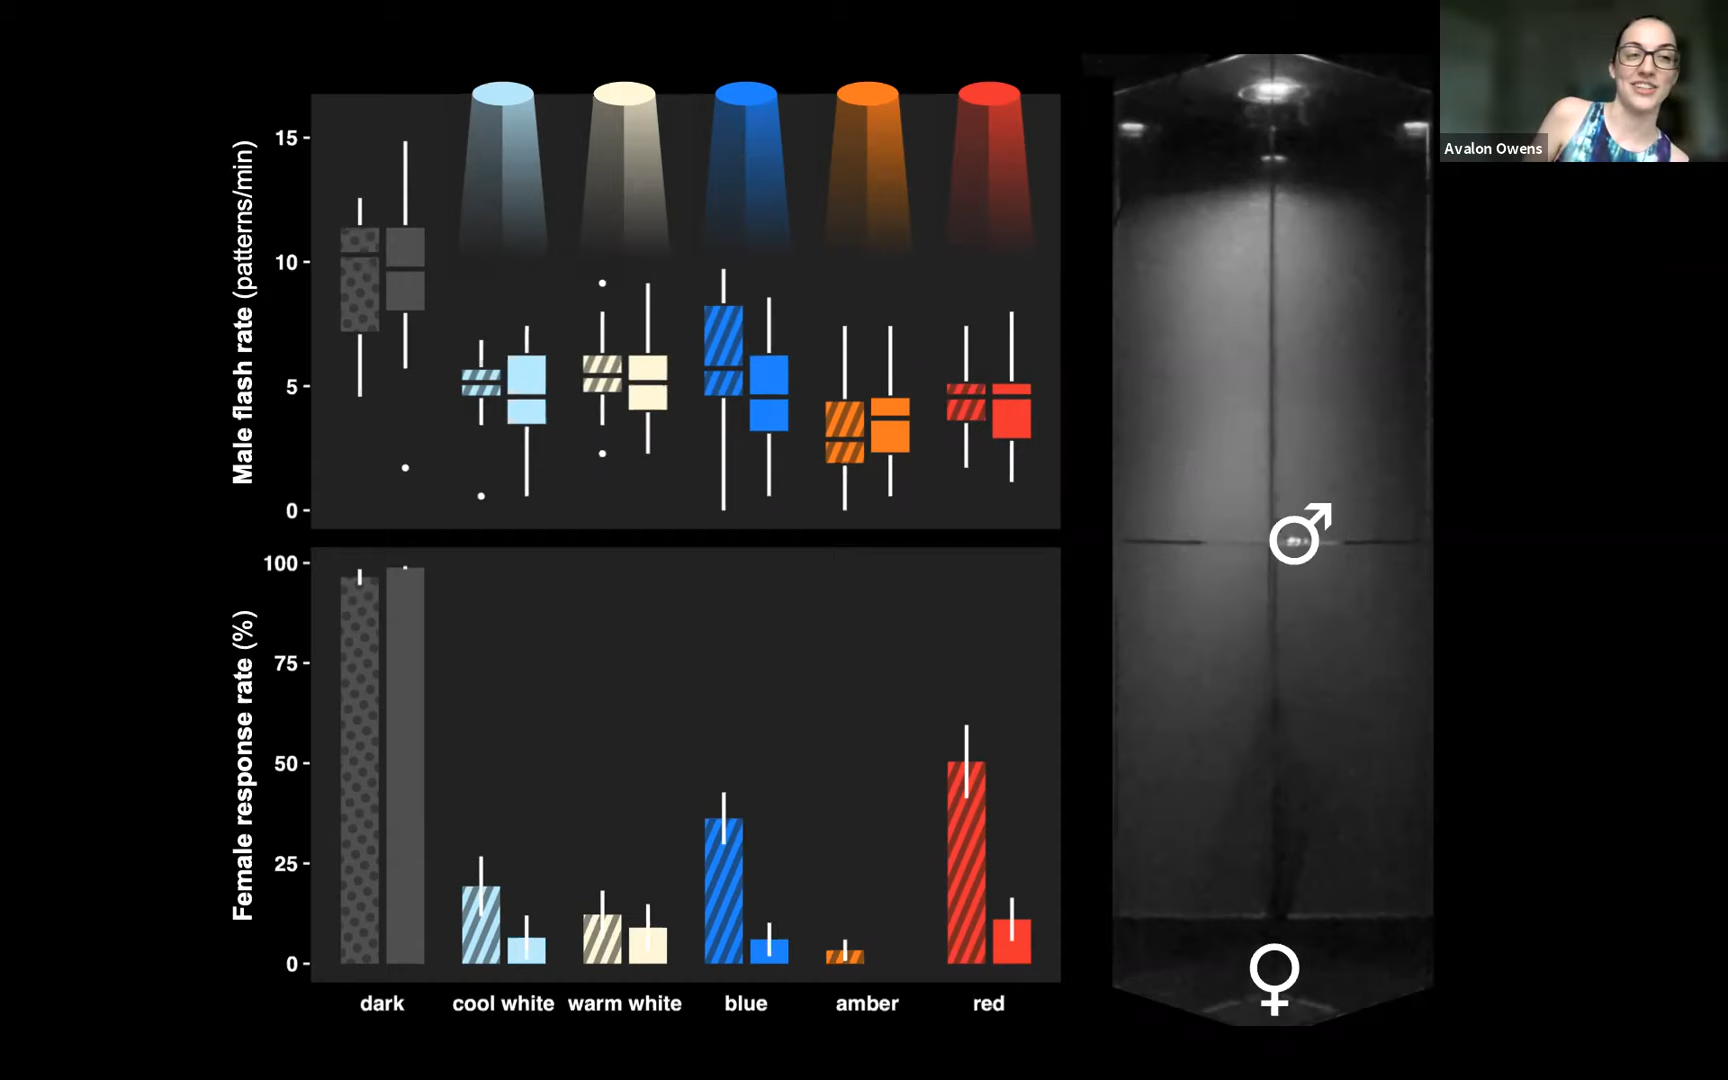 Avalon Owens
Male flash rate (patterns/min)
15
10
5
0
Female response rate (%)
100
75
50
25
0
dark cool white warm white blue amber red